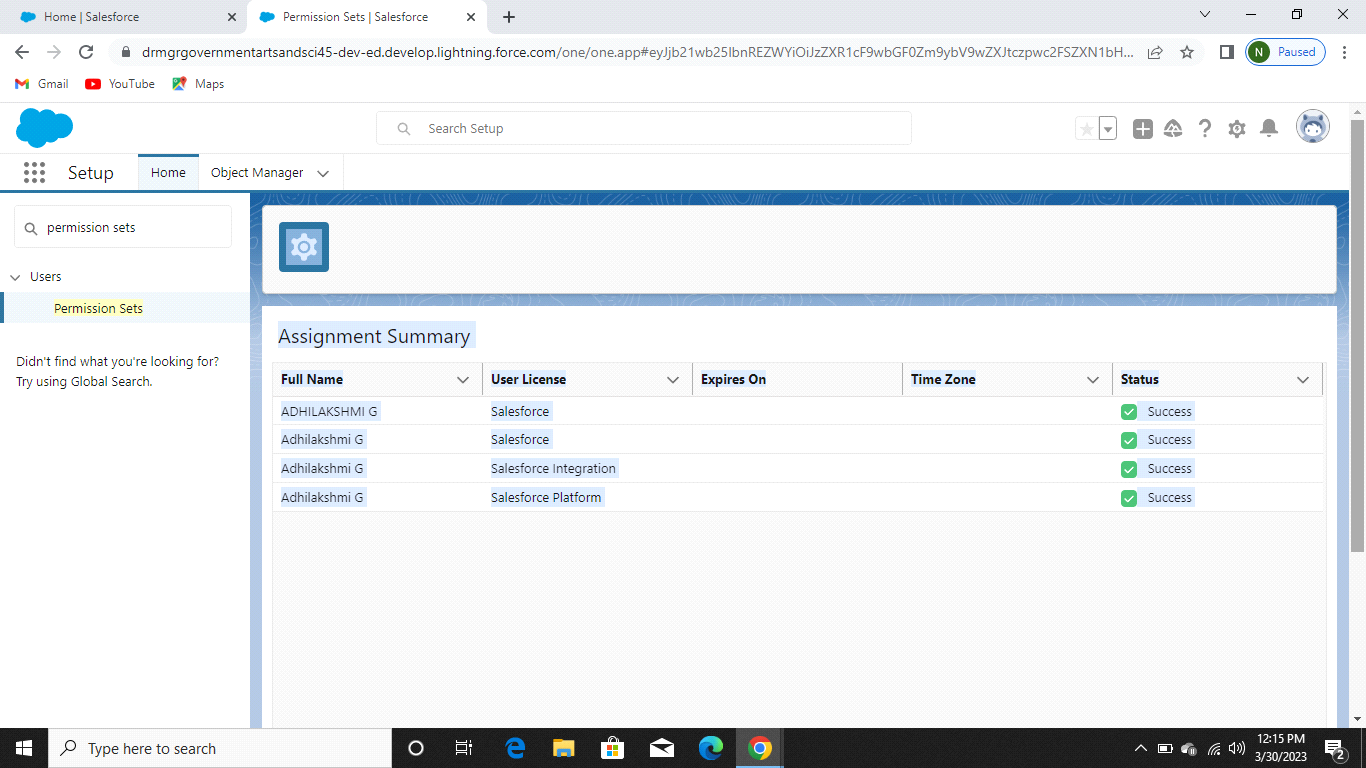 Home | Salesforce
Permission Sets | Salesforce
drmgrgovernmentartsandsci45-dev-ed.develop.lightning.force.com/one/one.app#eyJjb21wb25lbnREZWYiOiJzZXR1cF9wbGF0Zm9ybV9wZXJtczpwc2FSZXN1bH...
N Paused
Gmail YouTube Maps
Search Setup
Setup Home Object Manager
permission sets
Users
Permission Sets
Didn't find what you're looking for?
Try using Global Search.
Assignment Summary
Full Name User License Expires On Time Zone Status
ADHILAKSHMI G Salesforce Success
Adhilakshmi G Salesforce Success
Adhilakshmi G Salesforce Integration Success
Adhilakshmi G Salesforce Platform Success
Type here to search
12:15 PM
3/30/2023
2